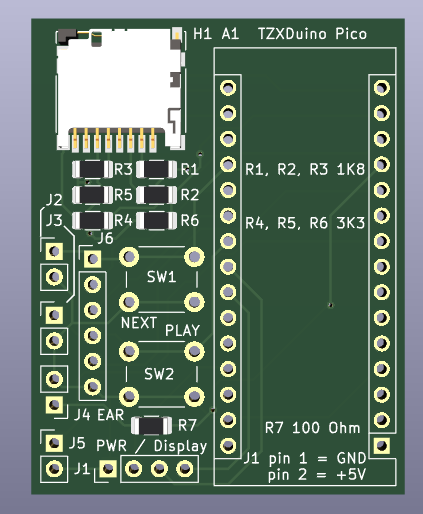 H1 A1 TZXDuino Pico
R3 R1
R1, R2, R3 1K8
R5 R2
J2
J3 R4 R6
R4, R5, R6 3K3
J6
SW1
NEXT
PLAY
SW2
J4 EAR
R7
R7 100 Ohm
J5 PWR / Display
J1
J1 pin 1 = GND
pin 2 = +5V